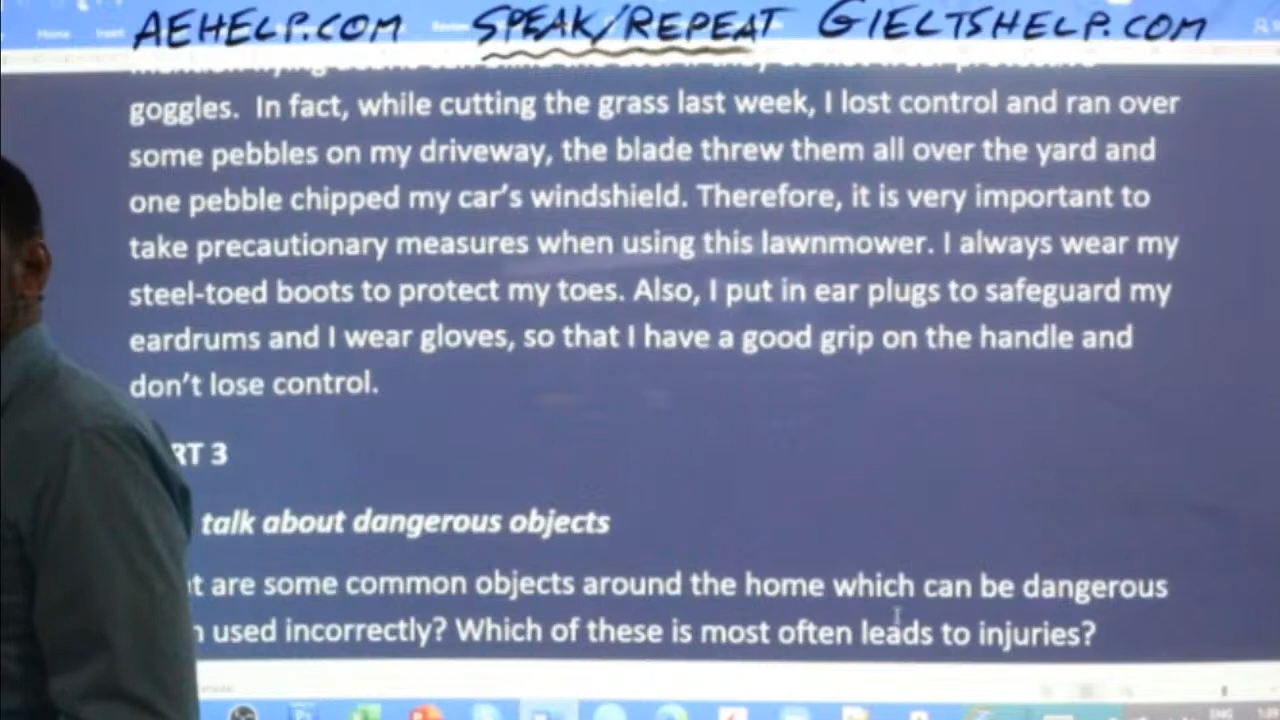 AEHELP.COM SPEAK/REPEAT GIELTSHELP.COM
goggles. In fact, while cutting the grass last week, I lost control and ran over
some pebbles on my driveway, the blade threw them all over the yard and
one pebble chipped my car's windshield. Therefore, it is very important to
take precautionary measures when using this lawnmower. I always wear my
steel-toed boots to protect my toes. Also, I put in ear plugs to safeguard my
eardrums and I wear gloves, so that I have a good grip on the handle and
don't lose control.
RT 3
talk about dangerous objects
t are some common objects around the home which can be dangerous
n used incorrectly? Which of these is most often leads to injuries?